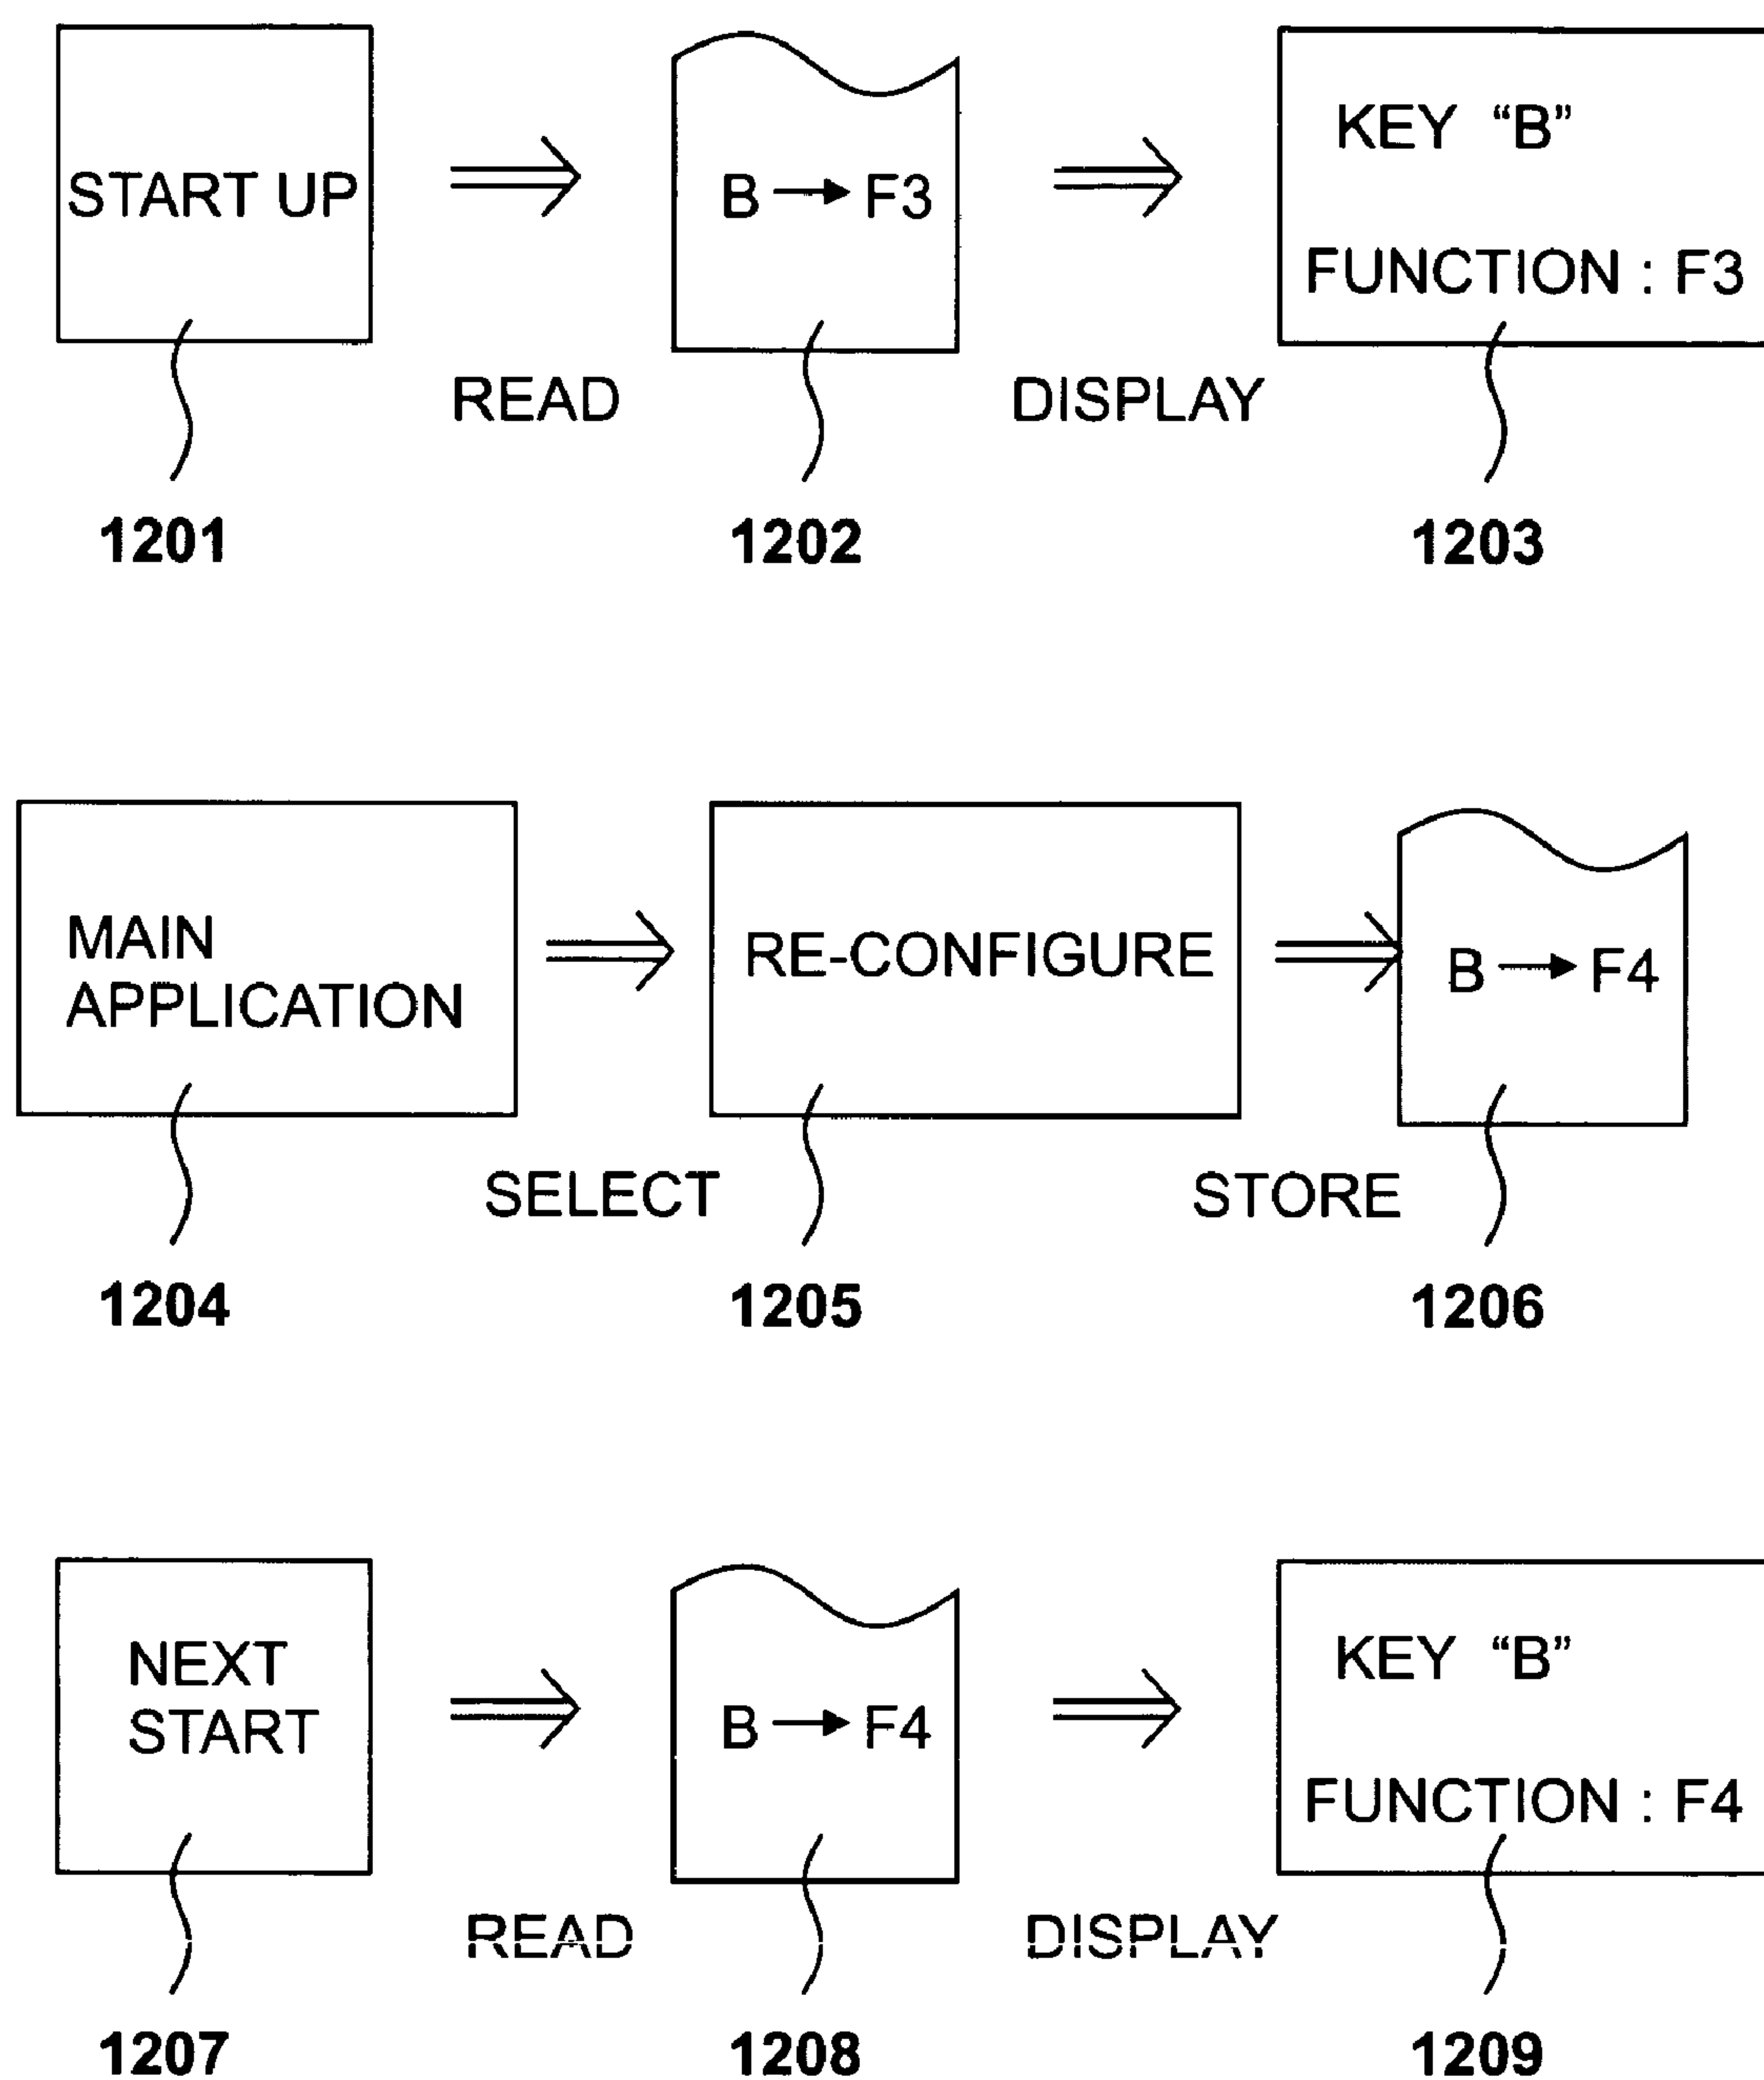 START UP
B → F3
KEY “B”
FUNCTION : F3
READ
DISPLAY
1201
1202
1203
MAIN
APPLICATION
RE-CONFIGURE
B → F4
SELECT
STORE
1204
1205
1206
NEXT
START
B → F4
KEY “B”
FUNCTION : F4
READ
DISPLAY
1207
1208
1209